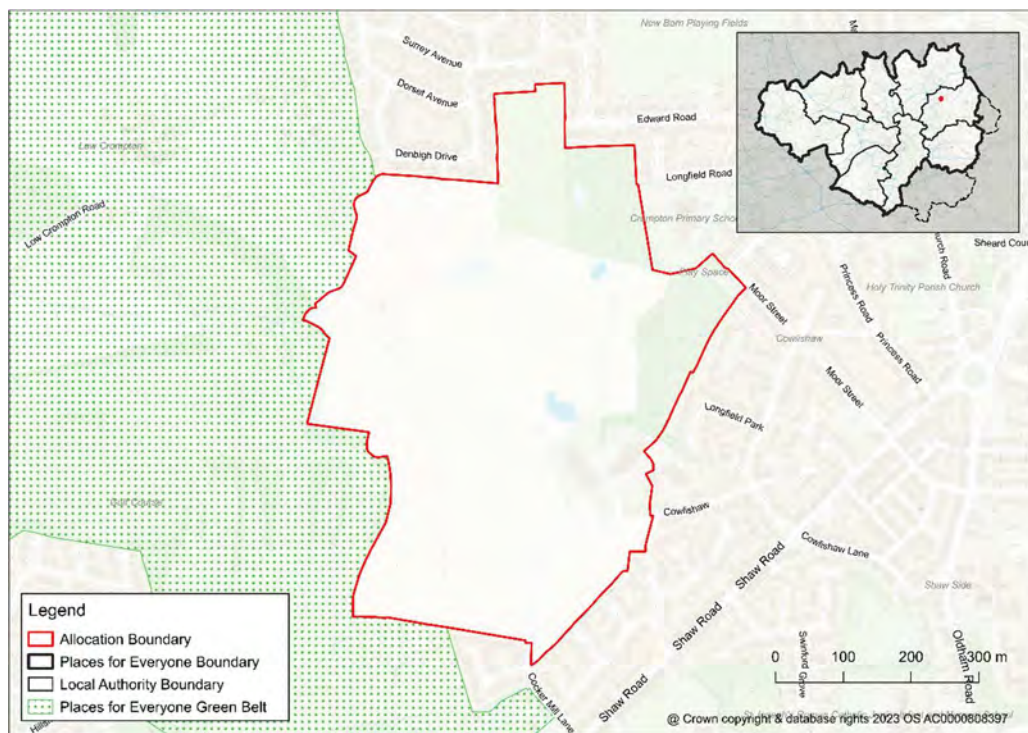 New Barn Playing Fields
Surrey Avenue
Dorset Avenue
Edward Road
Low Crompton
Denbigh Drive
Longfield Road
Low Crompton Road
Crompton Primary School
Church Road
Sheard Cou
Play Space
Princess Road
Holy Trinity Parish Church
Moor Street
Cowlishaw
Princess Road
Moor Street
Longfield Park
Golf Course
Cowlishaw
Cowlishaw Lane
Shaw Road
Shaw Side
Shaw Road
Swinford Grove
Oldham Road
Cocker Mill Lane
Shaw Road
Legend
Allocation Boundary
Places for Everyone Boundary
Local Authority Boundary
Places for Everyone Green Belt
0 100 200 300 m
@ Crown copyright & database rights 2023 OS AC0000808397